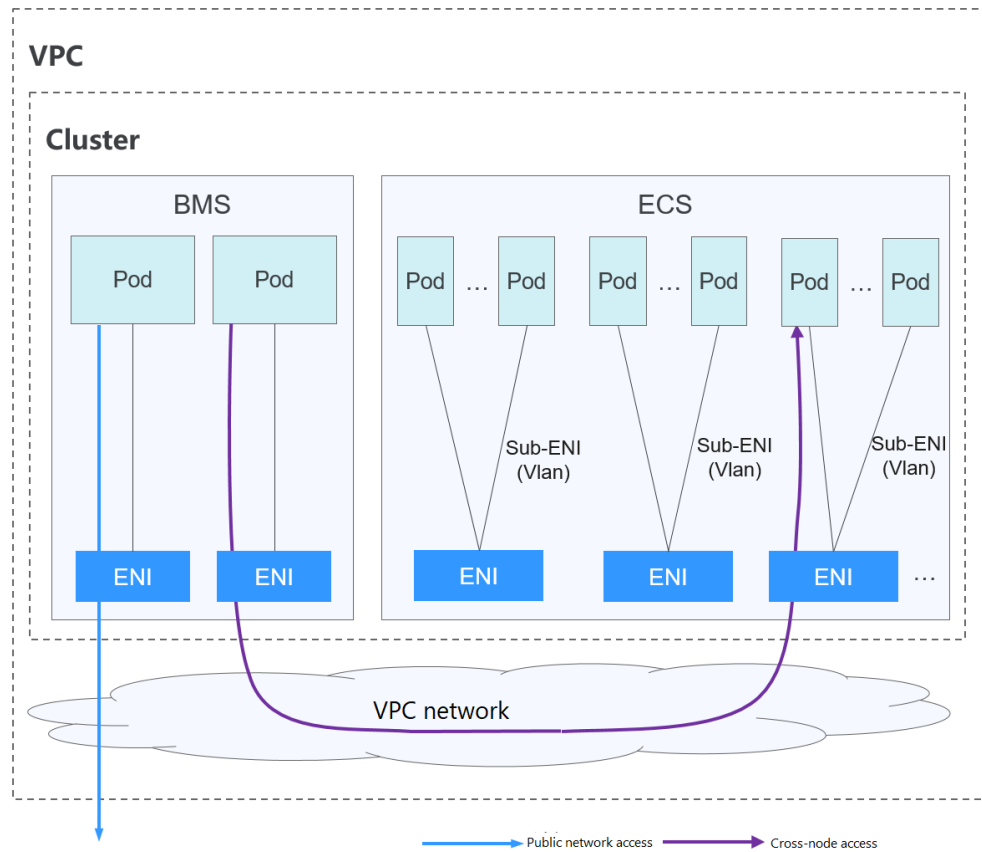 VPC
Cluster
BMS
ECS
Pod
Pod
Pod
...
Pod
Pod
...
Pod
Pod
...
Pod
Sub-ENI
(Vlan)
Sub-ENI
(Vlan)
Sub-ENI
(Vlan)
ENI
ENI
ENI
ENI
ENI
...
VPC network
Public network access
Cross-node access